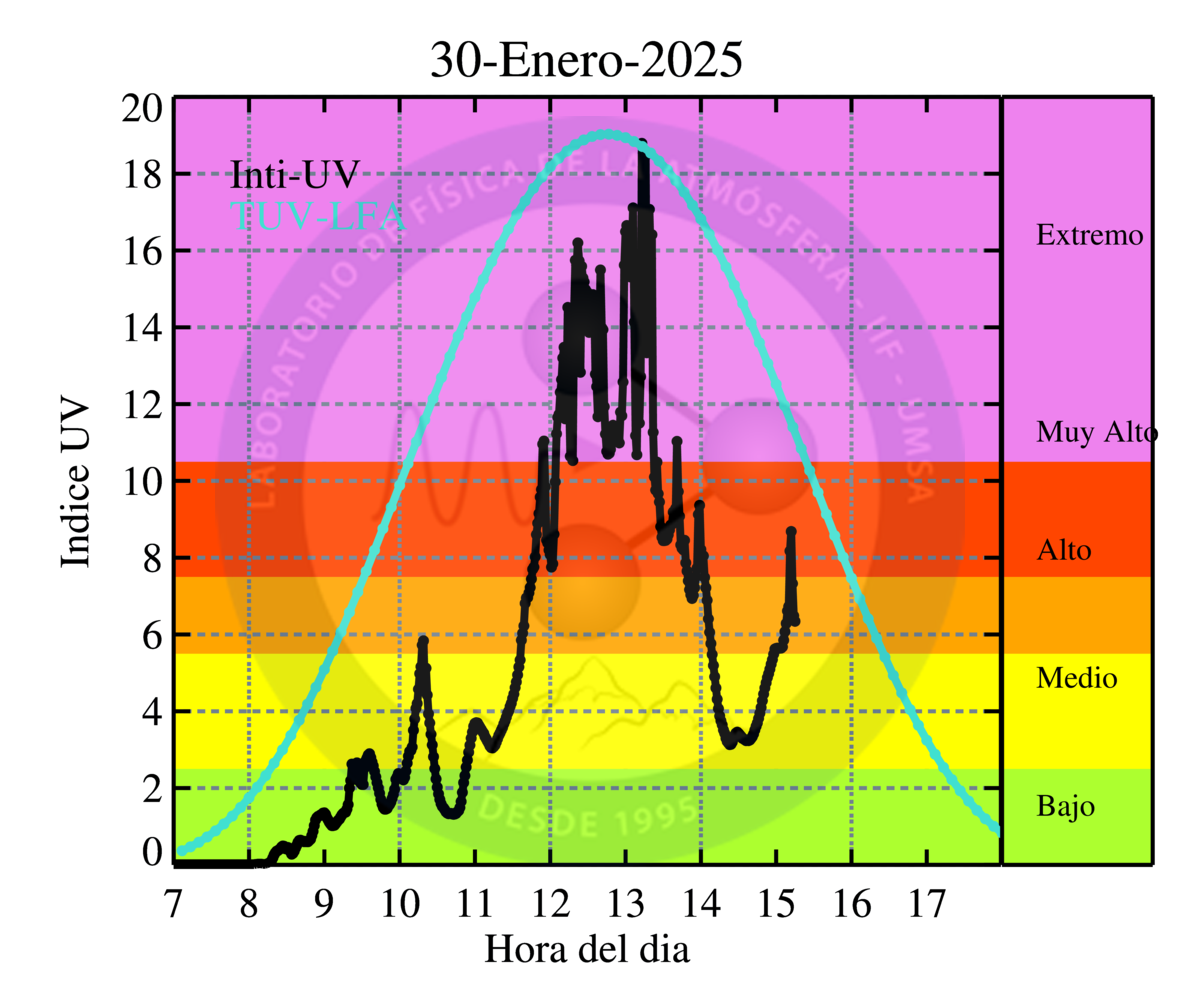 30-Enero-2025
20
18
16
14
12
10
8
6
4
2
0
Indice UV
Inti-UV
TUV-LFA
LABORATORIO DE FÍSICA DE LA ATMÓSFERA - IIF - UMSA
DESDE 1995
Extremo
Muy Alto
Alto
Medio
Bajo
7 8 9 10 11 12 13 14 15 16 17
Hora del dia